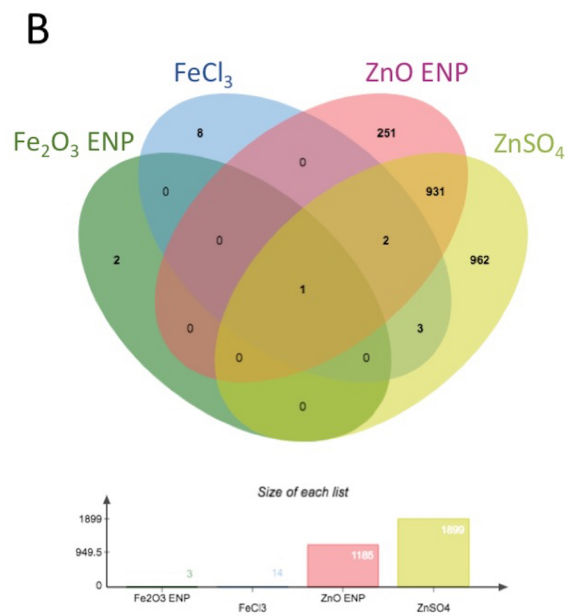 B
FeCl₃
ZnO ENP
Fe₂O₃ ENP
ZnSO₄
8
251
0
0
931
2
0
2
962
1
0
3
0
0
0
Size of each list
1899
949.5
0
3
14
1185
1899
Fe2O3 ENP
FeCl3
ZnO ENP
ZnSO4